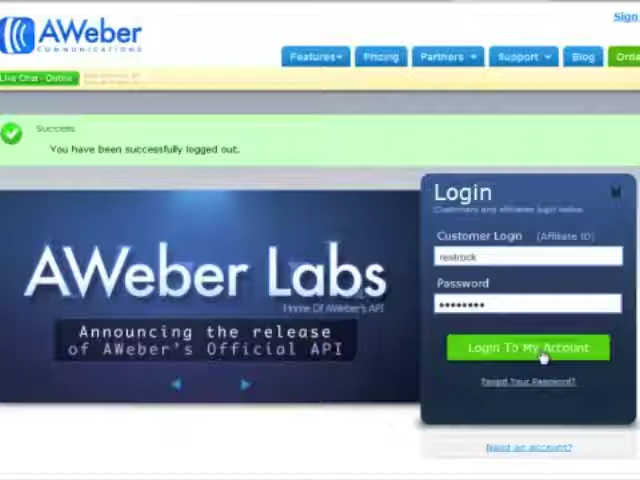 Sign
AWeber
COMMUNICATIONS
Features
Pricing
Partners
Support
Blog
Orde
Live Chat - Online
Success
You have been successfully logged out.
Login
Customers and affiliates login below.
Customer Login (Affiliate ID)
Password
••••••••
Login To My Account
Forgot Your Password?
Need an account?
AWeber Labs
Home Of AWeber's API
Announcing the release
of AWeber's Official API